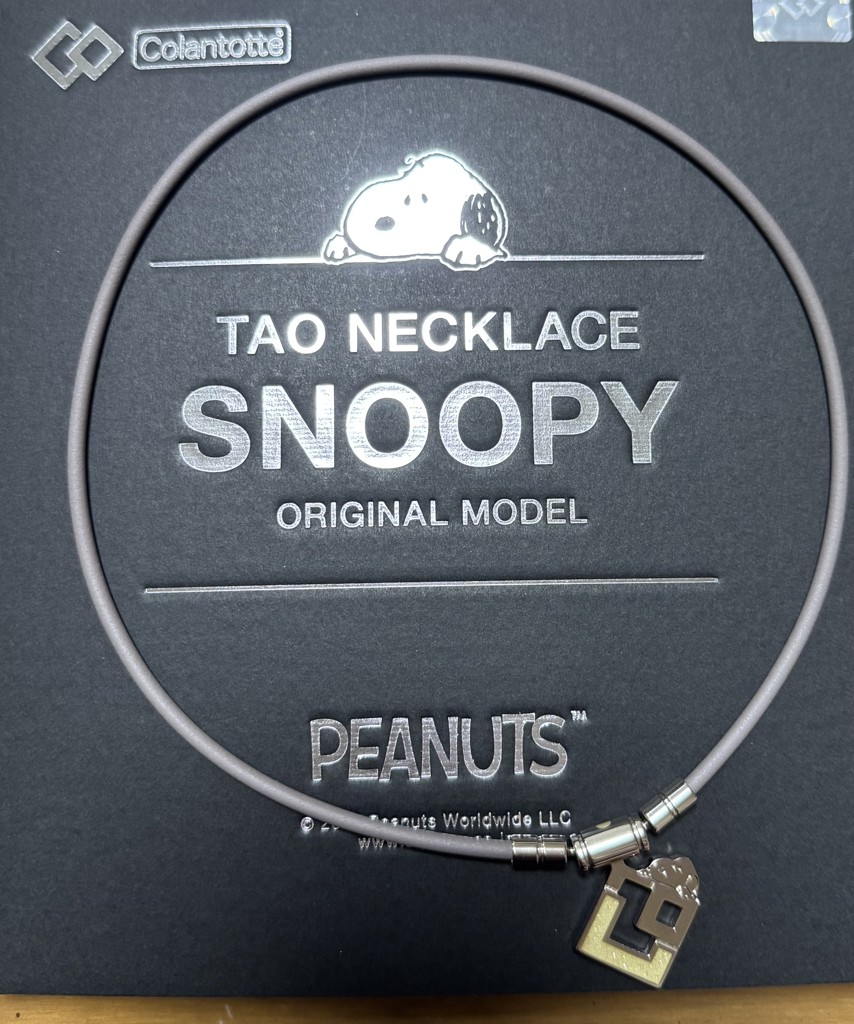 Colantotte®
TAO NECKLACE
SNOOPY
ORIGINAL MODEL
PEANUTS™
© Peanuts Worldwide LLC